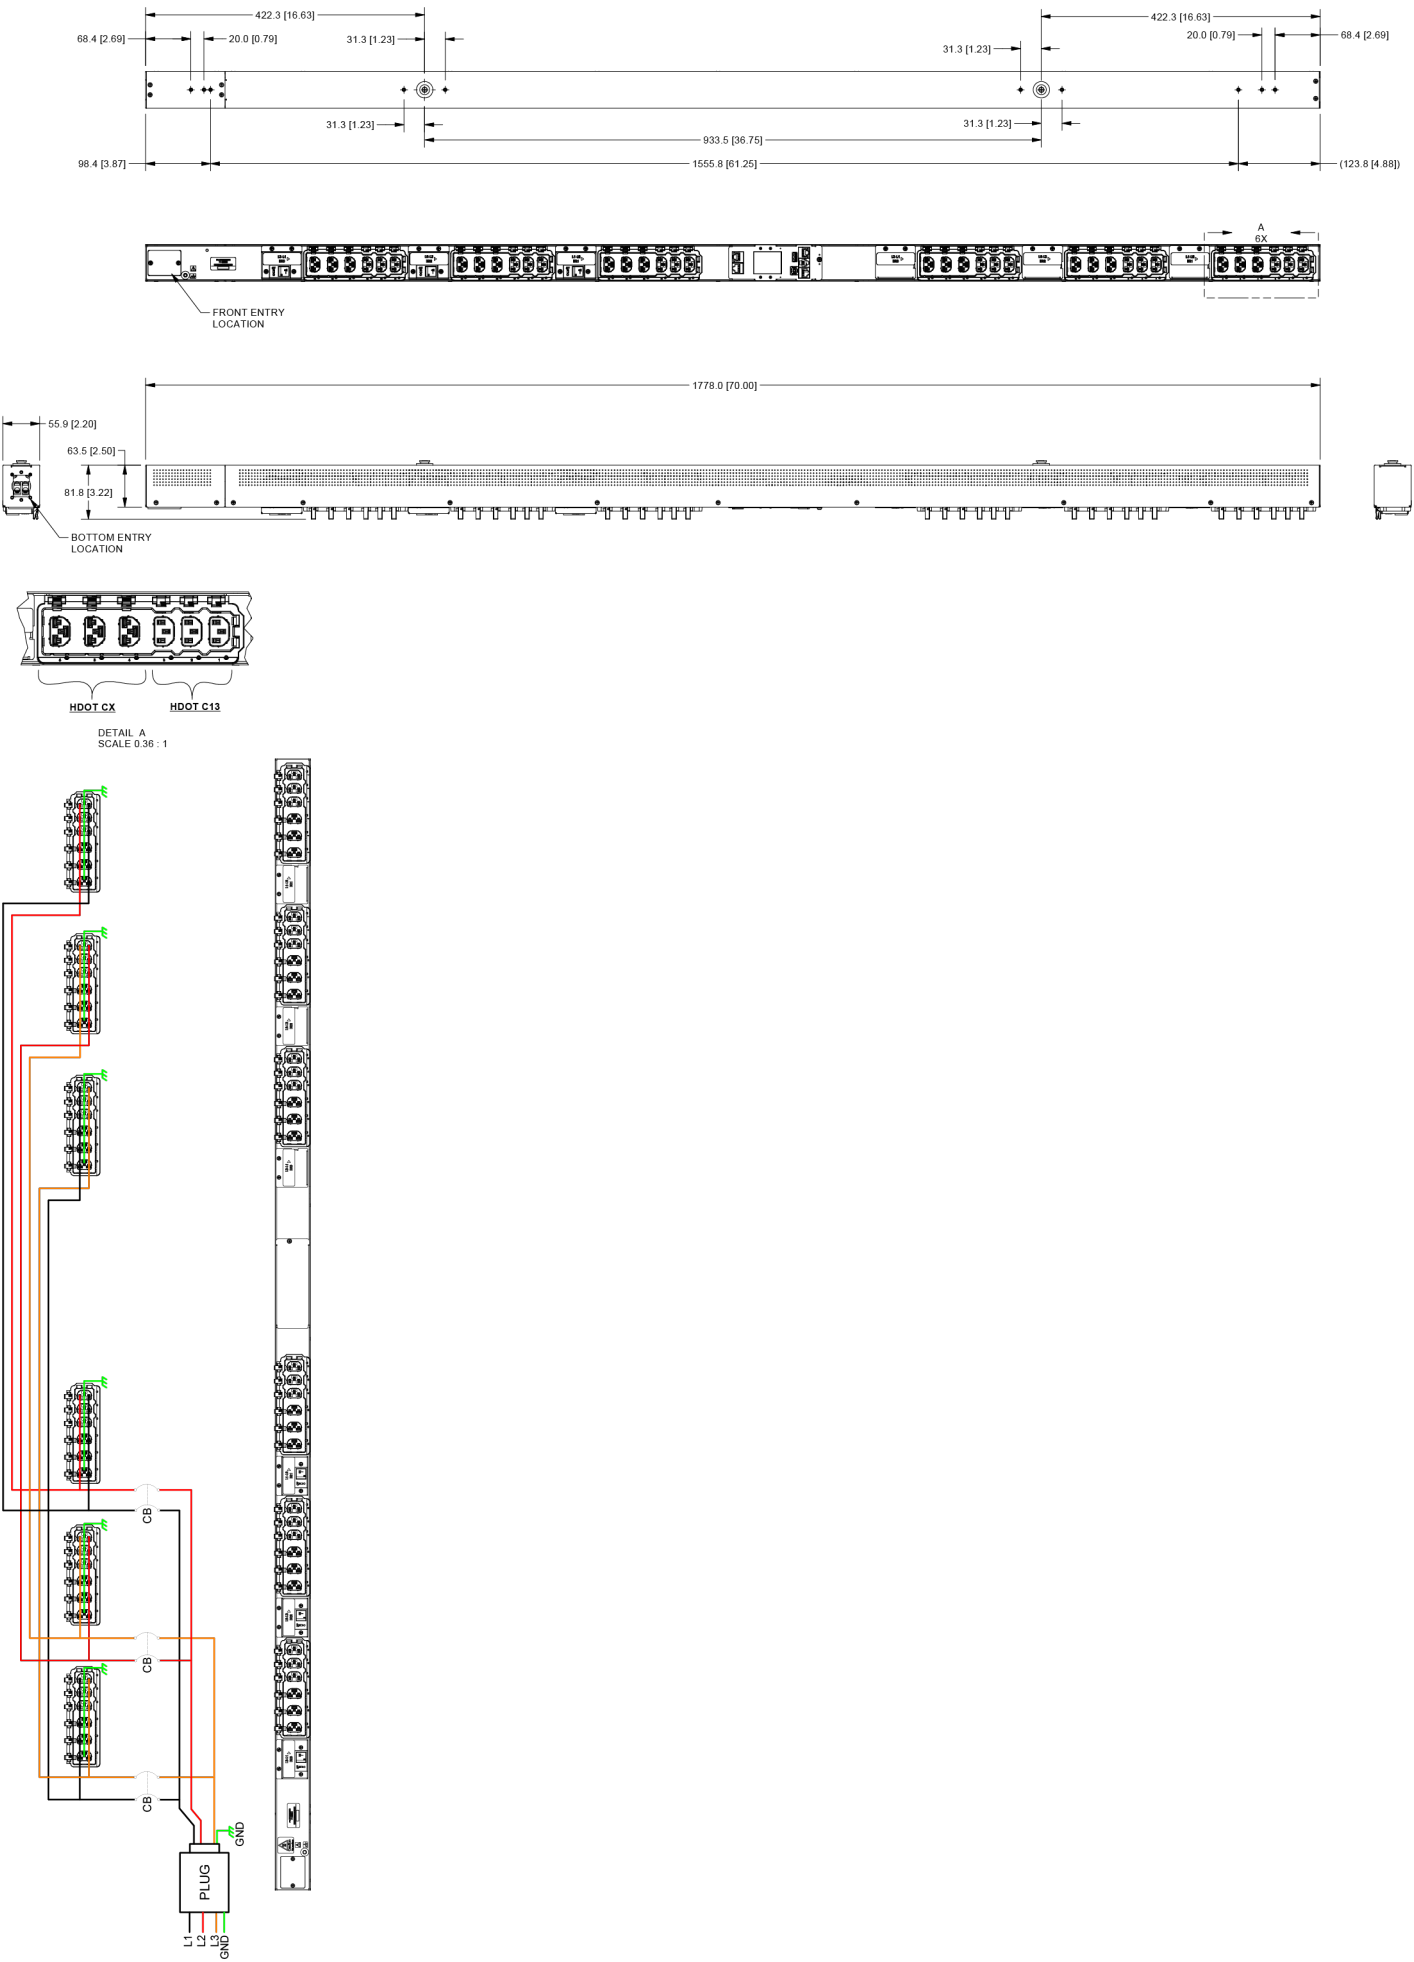 422.3 [16.63]
422.3 [16.63]
68.4 [2.69]
20.0 [0.79]
31.3 [1.23]
31.3 [1.23]
20.0 [0.79]
68.4 [2.69]
31.3 [1.23]
31.3 [1.23]
933.5 [36.75]
98.4 [3.87]
1555.8 [61.25]
(123.8 [4.88])
A
6X
FRONT ENTRY
LOCATION
1778.0 [70.00]
55.9 [2.20]
63.5 [2.50]
81.8 [3.22]
BOTTOM ENTRY
LOCATION
HDOT CX
HDOT C13
DETAIL A
SCALE 0.36 : 1
CB
CB
CB
GND
PLUG
L1
L2
L3
GND